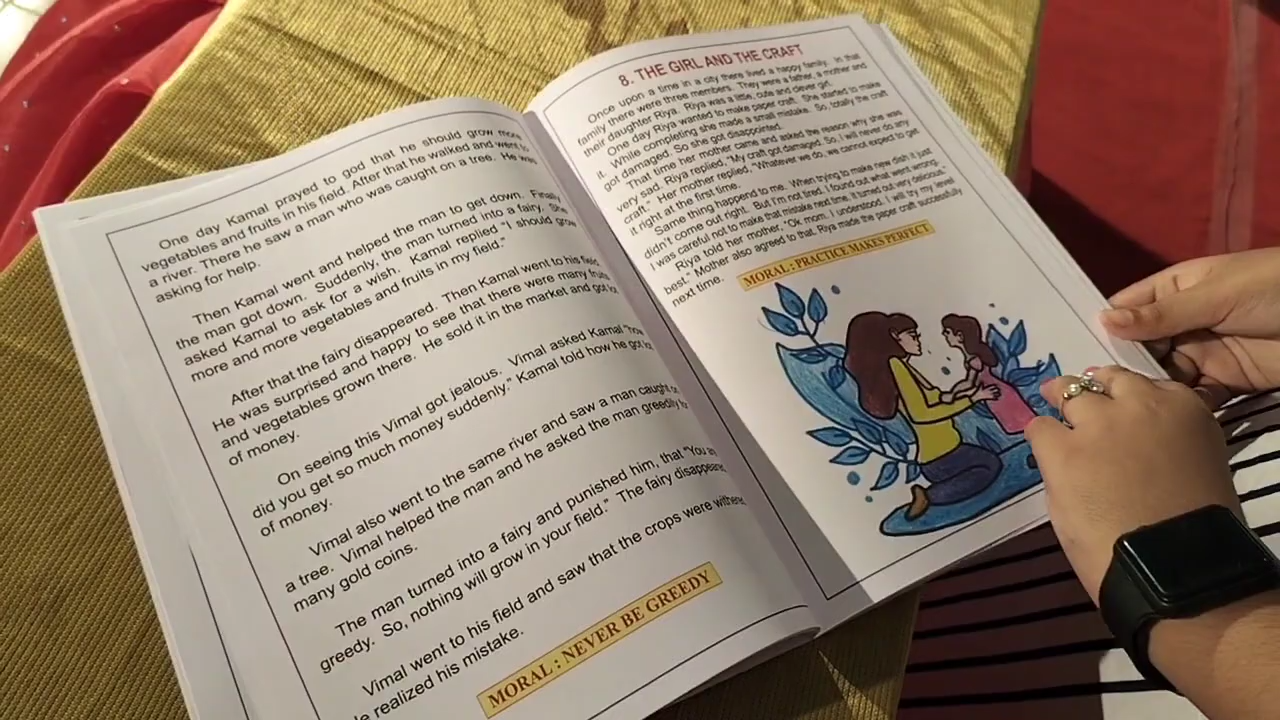 One day Kamal prayed to god that he should grow more
vegetables and fruits in his field. After that he walked and went to
a river. There he saw a man who was caught on a tree. He was
asking for help.
Then Kamal went and helped the man to get down. Finally
the man got down. Suddenly, the man turned into a fairy. She
asked Kamal to ask for a wish. Kamal replied "I should grow
more and more vegetables and fruits in my field."
After that the fairy disappeared. Then Kamal went to his field.
He was surprised and happy to see that there were many fruits
and vegetables grown there. He sold it in the market and got lo
of money.
On seeing this Vimal got jealous. Vimal asked Kamal "how
did you get so much money suddenly." Kamal told how he got lo
of money.
Vimal also went to the same river and saw a man caught on
a tree. Vimal helped the man and he asked the man greedily for
many gold coins.
The man turned into a fairy and punished him, that "You are
greedy. So, nothing will grow in your field." The fairy disappeared
Vimal went to his field and saw that the crops were withere
He realized his mistake.
MORAL : NEVER BE GREEDY
8. THE GIRL AND THE CRAFT
Once upon a time in a city there lived a happy family. In that
family there were three members. They were a father, a mother and
their daughter Riya. Riya was a little, cute and clever girl.
One day Riya wanted to make paper craft. She started to make
it. While completing she made a small mistake. So, totally the craft
got damaged. So she got disappointed.
That time her mother came and asked the reason why she was
very sad. Riya replied, "My craft got damaged. So, I will never do any
craft." Her mother replied, "Whatever we do, we cannot expect to get
it right at the first time.
Same thing happend to me. When trying to make new dish it just
didn't come out right. But I'm not tired. I found out what went wrong.
I was careful not to make that mistake next time. It turned out very delicious."
Riya told her mother, "Ok mom. I understood. I will try my level
best." Mother also agreed to that. Riya made the paper craft successfully
next time.
MORAL : PRACTICE MAKES PERFECT